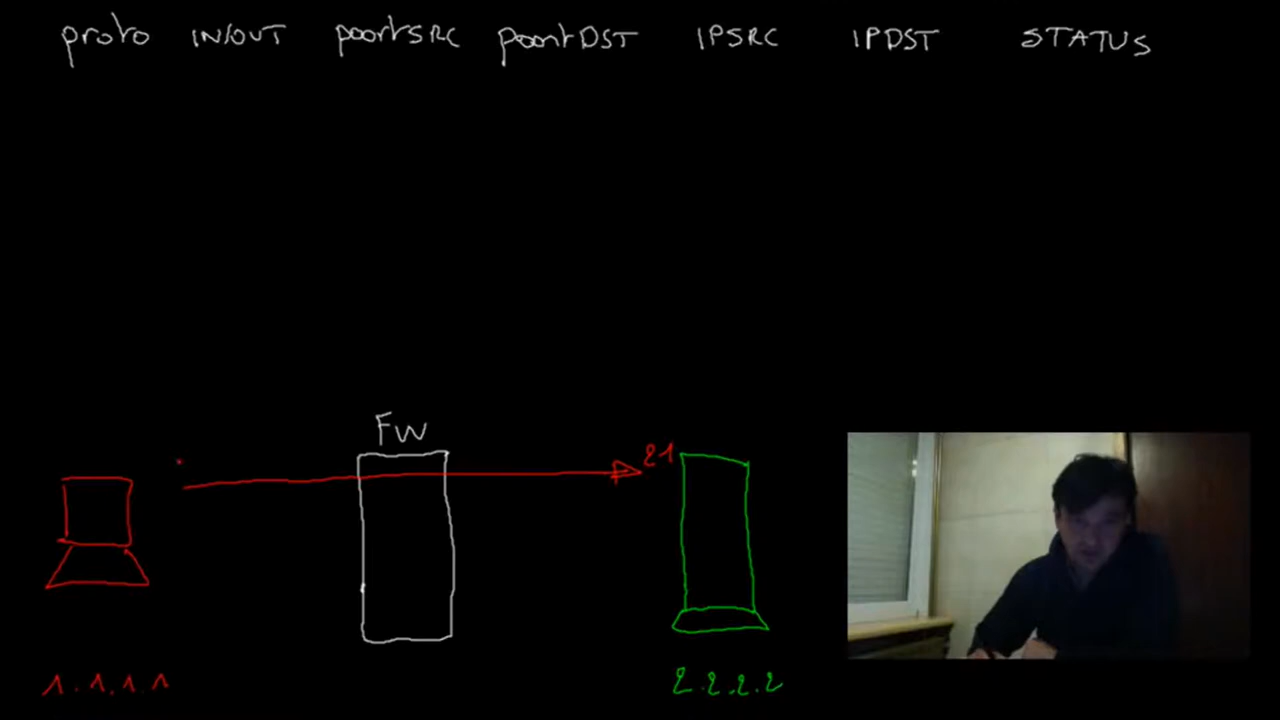 proto IN/OUT poortSRC poortDST IPSRC IPDST STATUS
FW
21
1.1.1.1 2.2.2.2